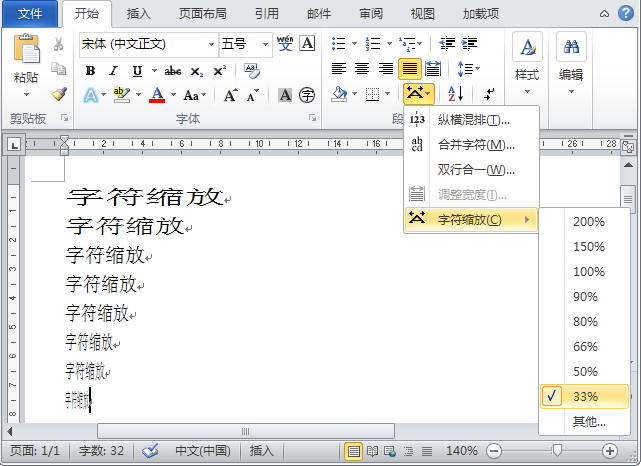 文件 开始 插入 页面布局 引用 邮件 审阅 视图 加载项
宋体 (中文正文) 五号 wén 文 A
粘贴 B I U abc x₂ x² 样式 编辑
A ab A Aa A A A 字
剪贴板 字体 段
纵横混排(T)...
合并字符(M)...
双行合一(W)...
调整宽度(I)...
字符缩放(C)
200%
150%
100%
90%
80%
66%
50%
33%
其他...
字符缩放
字符缩放
字符缩放
字符缩放
字符缩放
字符缩放
字符缩放
字符缩放
页面: 1/1 字数: 32 中文(中国) 插入 140%